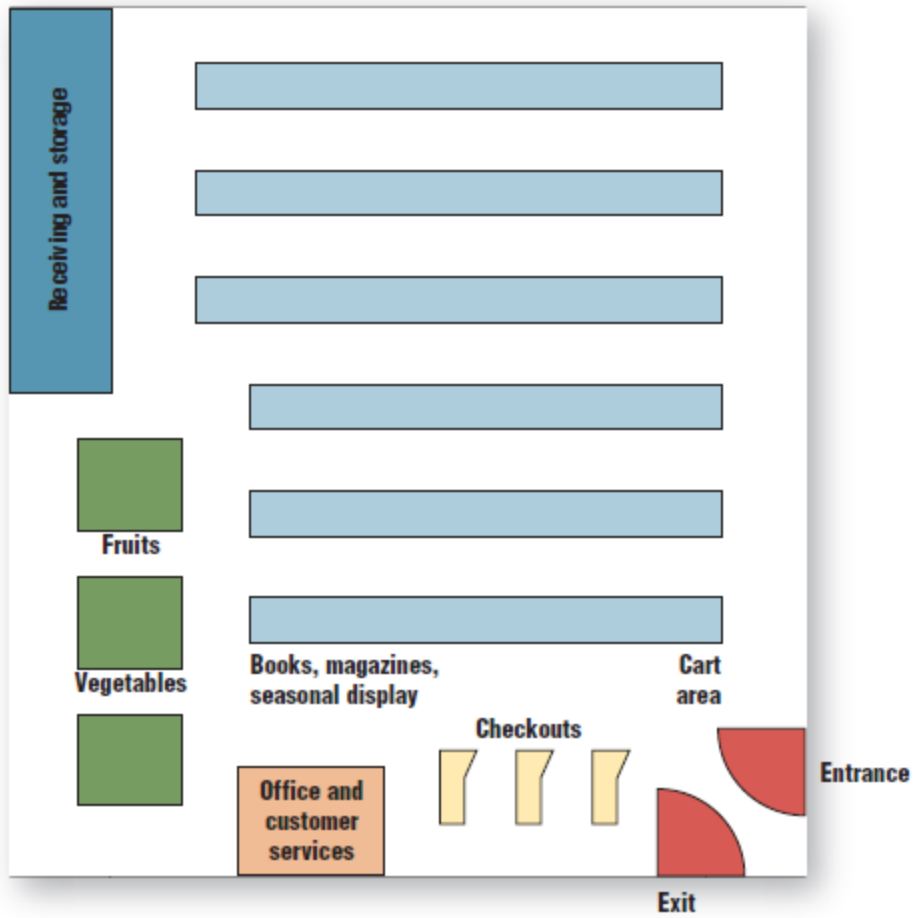 Receiving and storage
Fruits
Vegetables
Books, magazines,
seasonal display
Cart
area
Checkouts
Office and
customer
services
Entrance
Exit